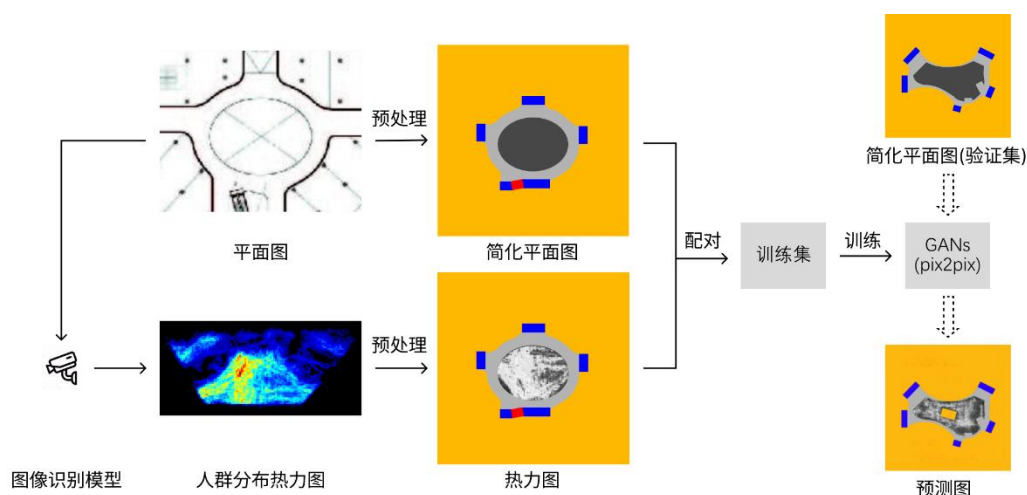 预处理
平面图
简化平面图
简化平面图(验证集)
配对
训练集
训练
GANs
(pix2pix)
预处理
图像识别模型
人群分布热力图
热力图
预测图